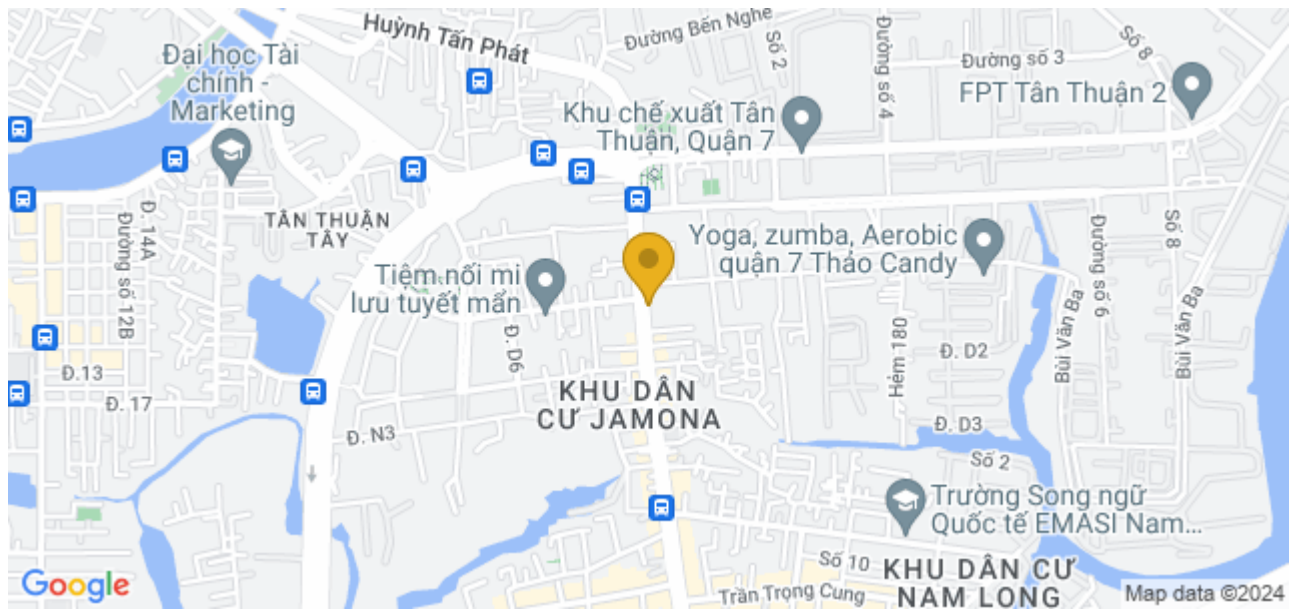 Huỳnh Tấn Phát
Đường Bến Nghé
Số 2
Đường số 4
Số 8
Đường số 3
Đại học Tài
chính -
Marketing
Khu chế xuất Tân
Thuận, Quận 7
FPT Tân Thuận 2
Đ. 14A
Đường số 12B
TÂN THUẬN
TÂY
Yoga, zumba, Aerobic
quận 7 Thảo Candy
Đường số 6
Số 8
Tiệm nối mi
lưu tuyết mẩn
Đ. D6
Bùi Văn Ba
Bùi Văn Ba
Hẻm 180
Đ. D2
Đ.13
Đ. 17
KHU DÂN
CƯ JAMONA
Đ. N3
Đ. D3
Số 2
Trường Song ngữ
Quốc tế EMASI Nam...
Số 10
KHU DÂN CƯ
NAM LONG
Trần Trọng Cung
Google
Map data ©2024